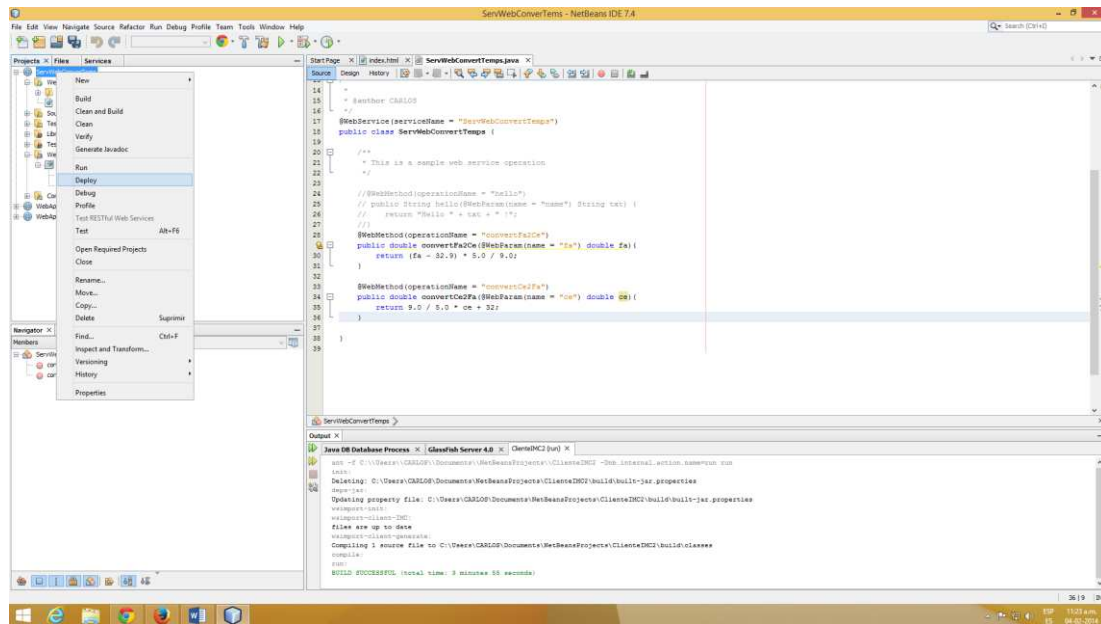 ServWebConverTems - NetBeans IDE 7.4
File Edit View Navigate Source Refactor Run Debug Profile Team Tools Window Help
Search (Ctrl+I)
Projects Files Services
Start Page index.html ServWebConvertTemps.java
Source Design History
New
Build
Clean and Build
Clean
Verify
Generate Javadoc
Run
Deploy
Debug
Profile
Test RESTful Web Services
Test Alt+F6
Open Required Projects
Close
Rename...
Move...
Copy...
Delete Suprimir
Find... Ctrl+F
Inspect and Transform...
Versioning
History
Properties
14 *
15 * @author CARLOS
16 */
17 @WebService(serviceName = "ServWebConvertTemps")
18 public class ServWebConvertTemps {
19
20 /**
21 * This is a sample web service operation
22 */
23
24 //@WebMethod(operationName = "hello")
25 // public String hello(@WebParam(name = "name") String txt) {
26 // return "Hello " + txt + " !";
27 //}
28 @WebMethod(operationName = "convertFa2Ce")
public double convertFa2Ce(@WebParam(name = "fa") double fa){
30 return (fa - 32.9) * 5.0 / 9.0;
31 }
32
33 @WebMethod(operationName = "convertCe2Fa")
34 public double convertCe2Fa(@WebParam(name = "ce") double ce){
35 return 9.0 / 5.0 * ce + 32;
36 }
37
38 }
39
Navigator
Members
ServWebConvertTemps
Output
Java DB Database Process GlassFish Server 4.0 ClienteIMC2 (run)
ant -f C:\\Users\\CARLOS\\Documents\\NetBeansProjects\\ClienteIMC2 -Dnb.internal.action.name=run run
init:
Deleting: C:\Users\CARLOS\Documents\NetBeansProjects\ClienteIMC2\build\built-jar.properties
deps-jar:
Updating property file: C:\Users\CARLOS\Documents\NetBeansProjects\ClienteIMC2\build\built-jar.properties
wsimport-init:
wsimport-client-IMC:
files are up to date
wsimport-client-generate:
Compiling 1 source file to C:\Users\CARLOS\Documents\NetBeansProjects\ClienteIMC2\build\classes
compile:
run:
BUILD SUCCESSFUL (total time: 3 minutes 55 seconds)
36|9
ESP 11:23 a.m.
ES 04-02-2014